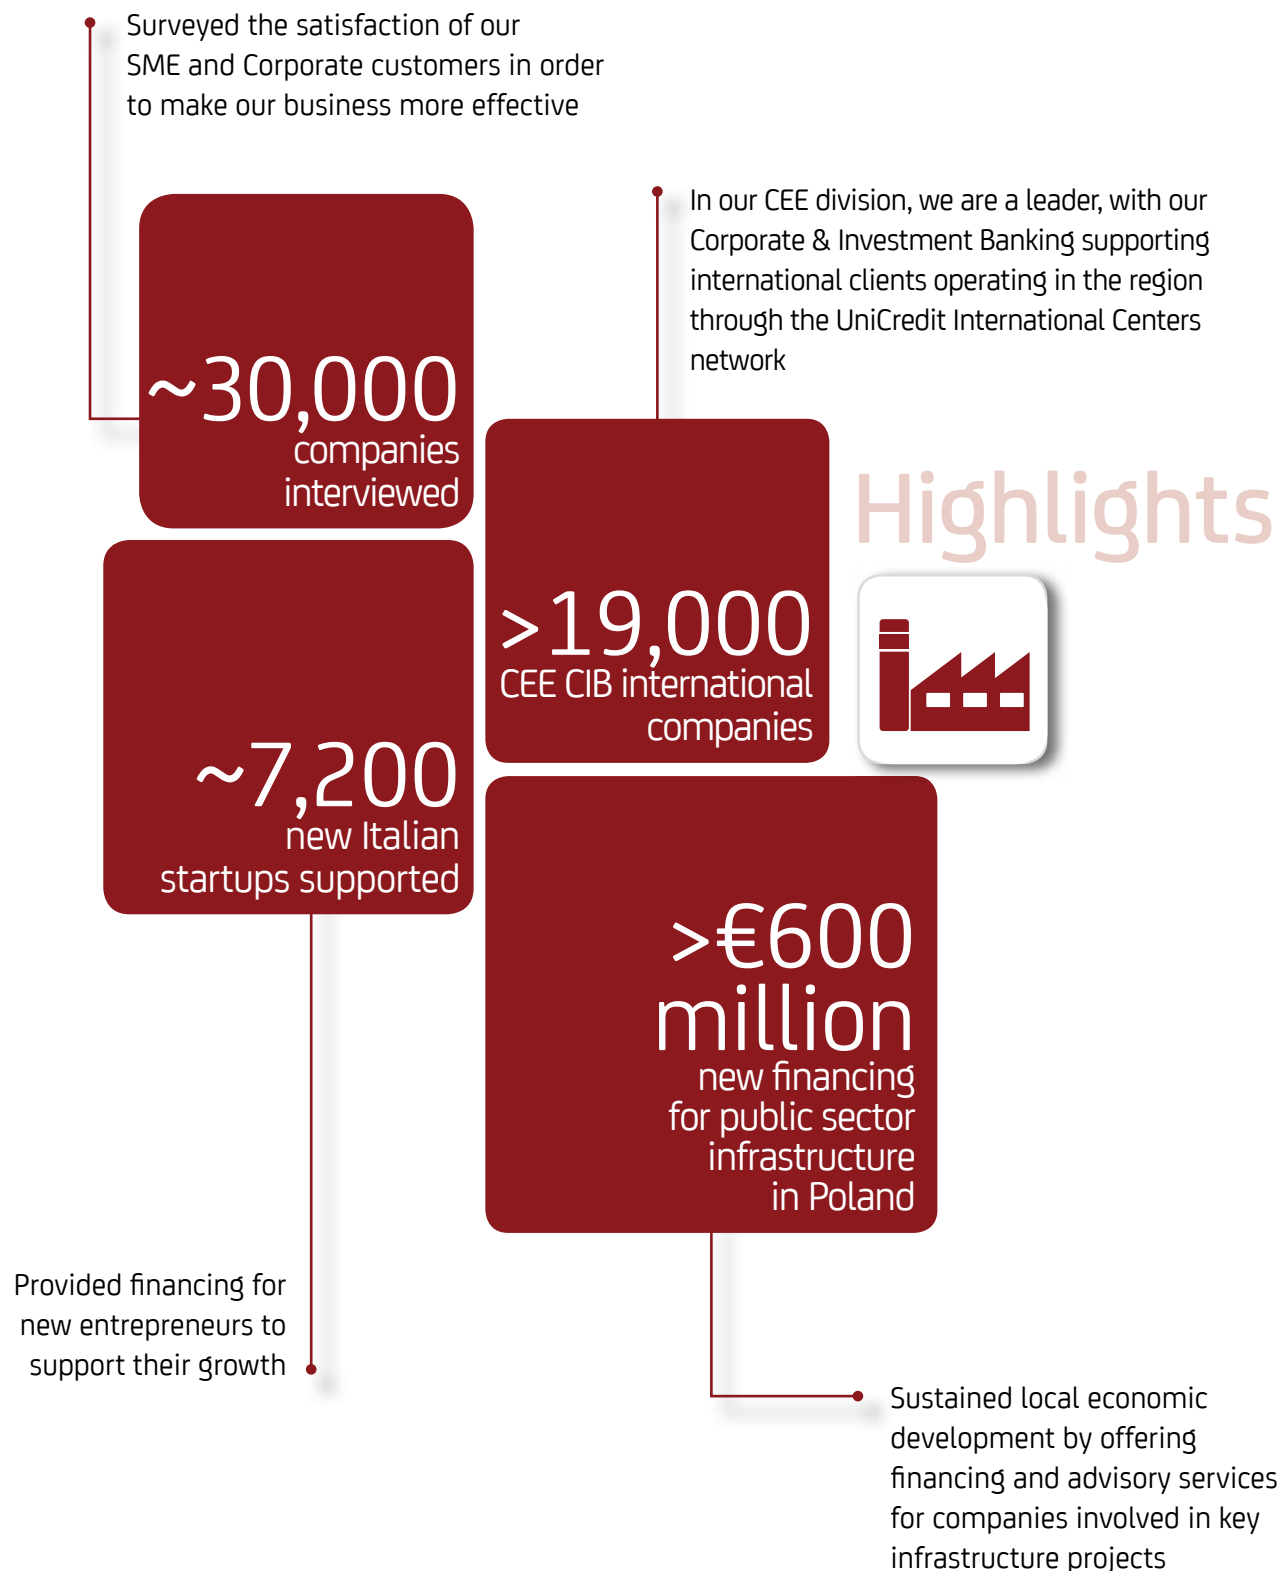 Surveyed the satisfaction of our
SME and Corporate customers in order
to make our business more effective
~30,000
companies
interviewed
In our CEE division, we are a leader, with our
Corporate & Investment Banking supporting
international clients operating in the region
through the UniCredit International Centers
network
>19,000
CEE CIB international
companies
Highlights
~7,200
new Italian
startups supported
Provided financing for
new entrepreneurs to
support their growth
>€600
million
new financing
for public sector
infrastructure
in Poland
Sustained local economic
development by offering
financing and advisory services
for companies involved in key
infrastructure projects